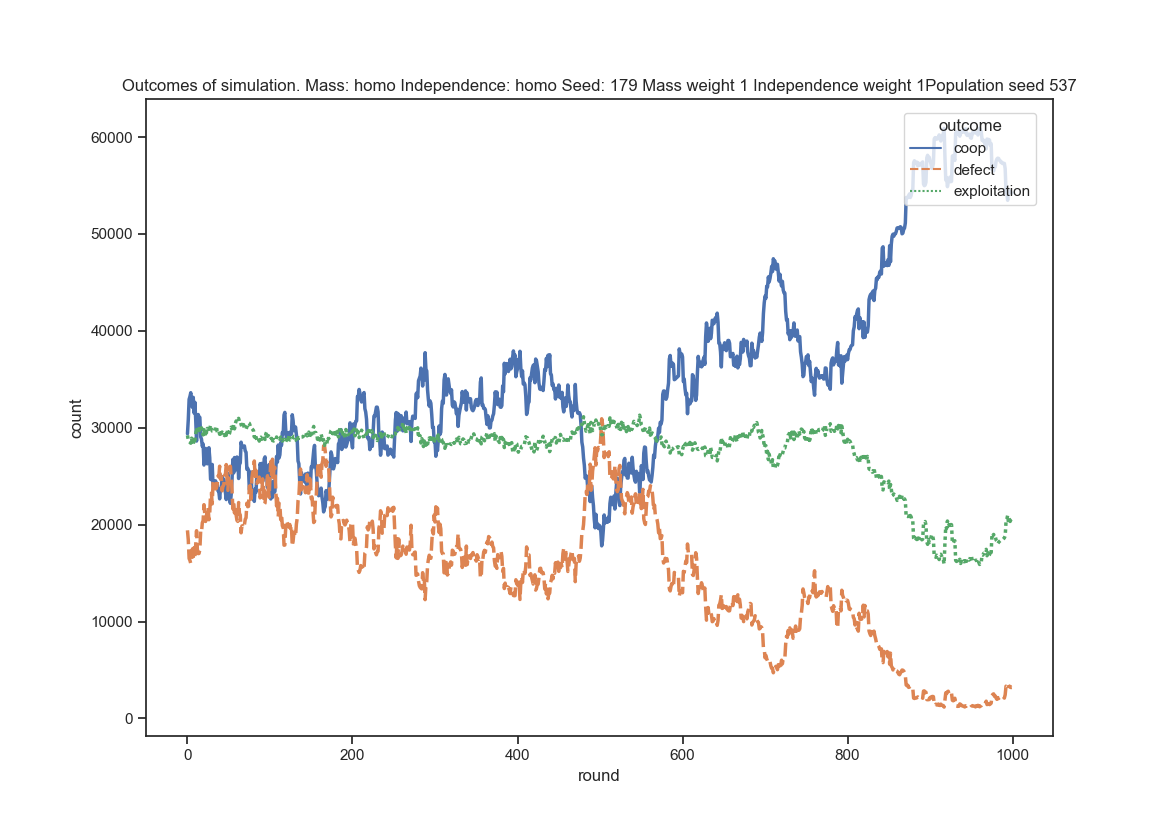 Outcomes of simulation. Mass: homo Independence: homo Seed: 179 Mass weight 1 Independence weight 1Population seed 537
outcome
coop
defect
exploitation
60000
50000
40000
30000
20000
10000
0
count
0 200 400 600 800 1000
round